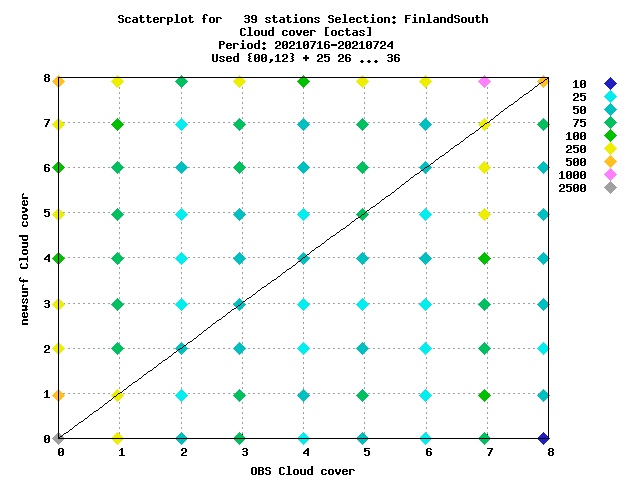 Scatterplot for   39 stations Selection: FinlandSouth
Cloud cover [octas]
Period: 20210716-20210724
Used {00,12} + 25 26 ... 36
8
7
6
5
4
3
2
1
0
newsurf Cloud cover
0 1 2 3 4 5 6 7 8
OBS Cloud cover
10
25
50
75
100
250
500
1000
2500